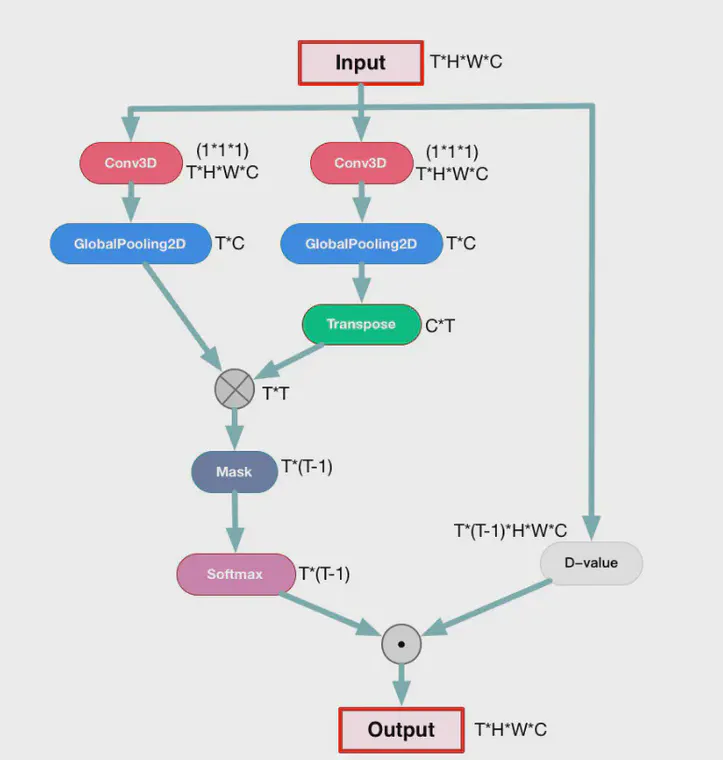 Input
T*H*W*C
Conv3D
(1*1*1)
T*H*W*C
Conv3D
(1*1*1)
T*H*W*C
GlobalPooling2D
T*C
GlobalPooling2D
T*C
Transpose
C*T
T*T
Mask
T*(T-1)
T*(T-1)*H*W*C
D-value
Softmax
T*(T-1)
Output
T*H*W*C